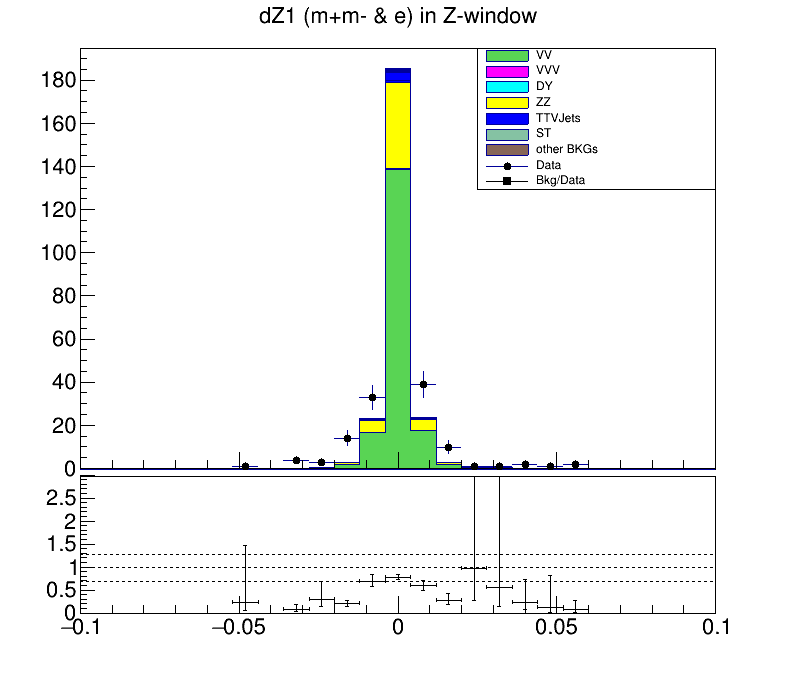 dZ1 (m+m- & e) in Z-window
VV
VVV
DY
ZZ
TTVJets
ST
other BKGs
Data
Bkg/Data
180
160
140
120
100
80
60
40
20
0
2.5
2
1.5
1
0.5
0
−0.1
−0.05
0
0.05
0.1